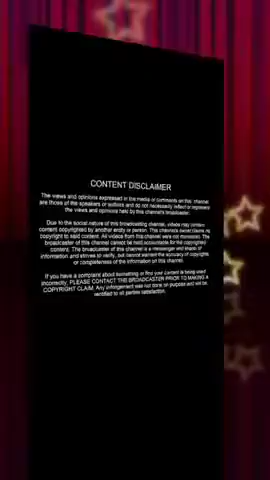 CONTENT DISCLAIMER
The views and opinions expressed in the media or comments on this channel
are those of the speakers or authors and do not necessarily reflect or represent
the views and opinions held by this channel's broadcaster.
Due to the social nature of this broadcasting channel, videos may contain
content copyrighted by another entity or person. This channels owner claims no
copyright to said content. All videos from this channel are not monetized. The
broadcaster of this channel cannot be held accountable for the copyrighted
content. The broadcaster of this channel is a messenger and sharer of
information and strives to verify, but cannot warrant the accuracy of copyrights
or completeness of the information on this channel.
If you have a complaint about something or find your content is being used
incorrectly, PLEASE CONTACT THE BROADCASTER PRIOR TO MAKING A
COPYRIGHT CLAIM. Any infringement was not done on purpose and will be
rectified to all parties satisfaction.